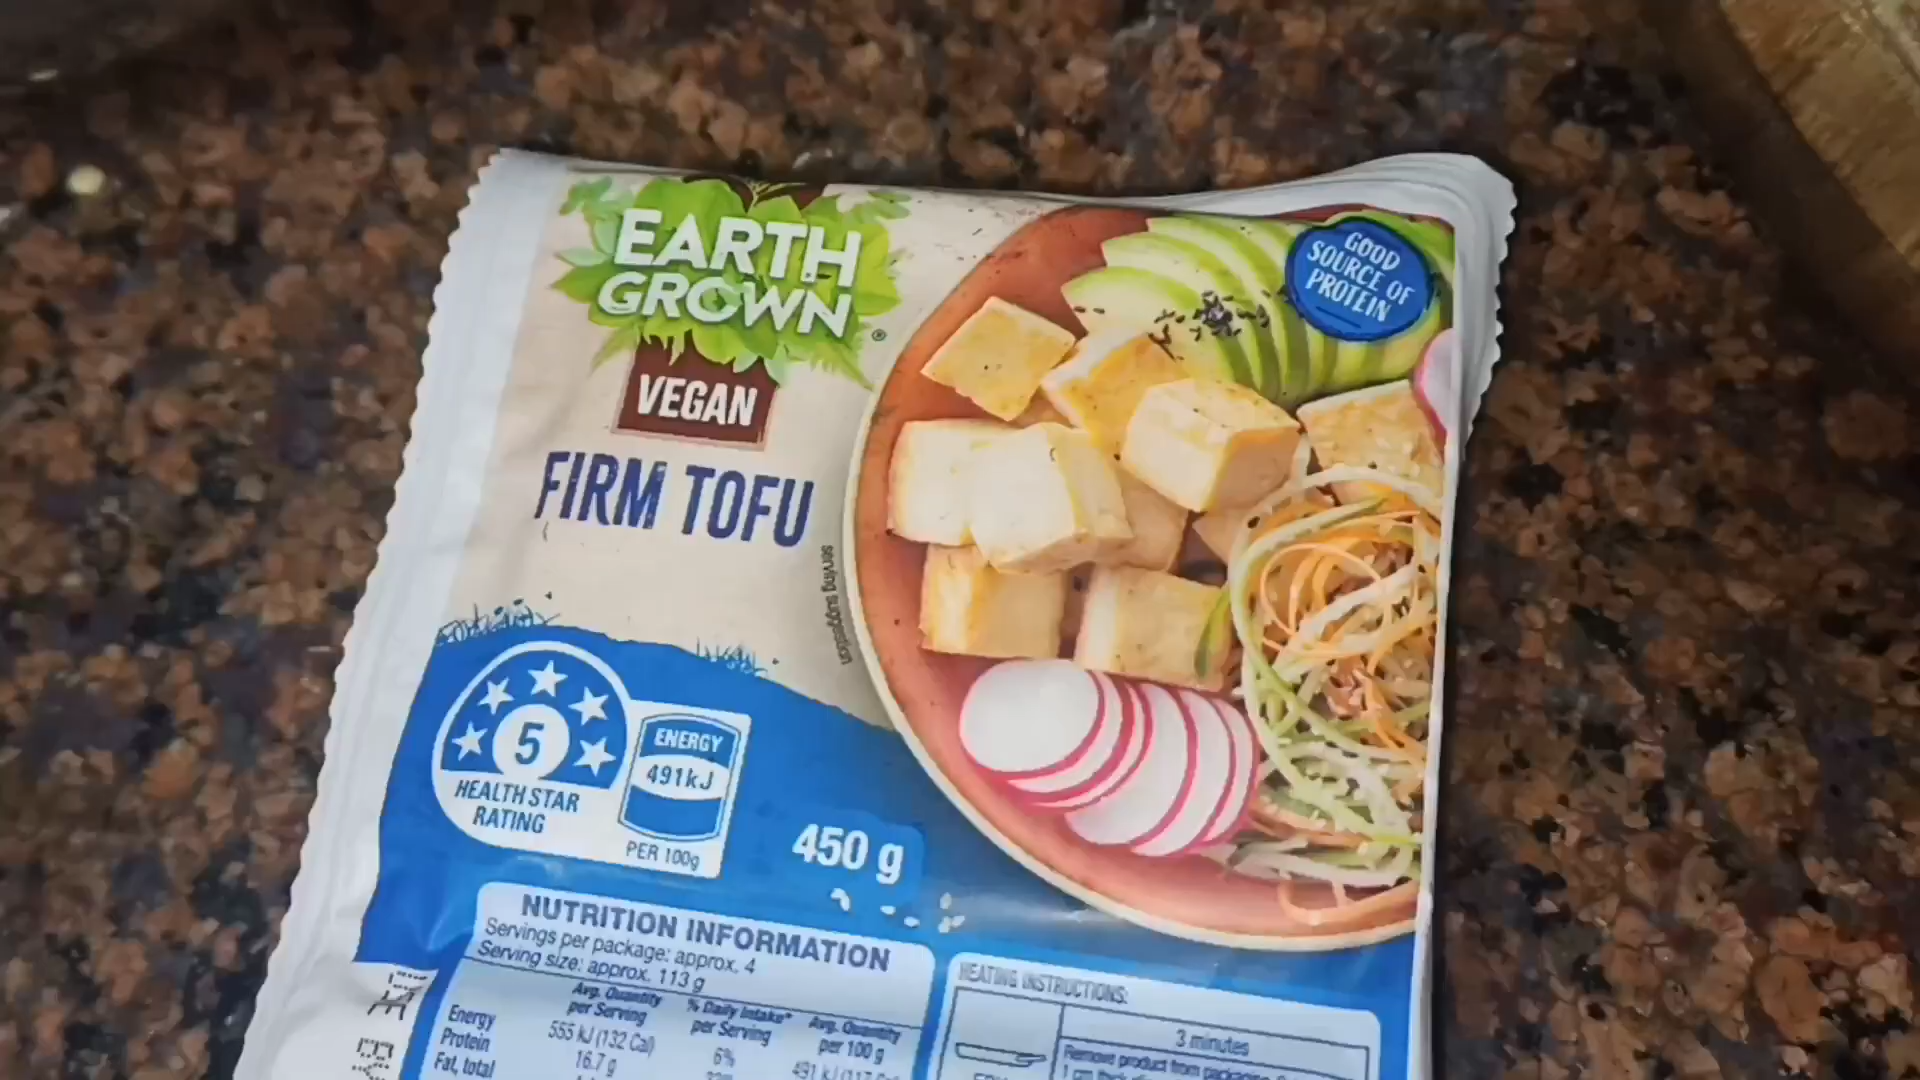 EARTH
GROWN
®
VEGAN
FIRM TOFU
GOOD
SOURCE OF
PROTEIN
serving suggestion
5
HEALTH STAR
RATING
ENERGY
491kJ
PER 100g
450 g
NUTRITION INFORMATION
Servings per package: approx. 4
Serving size: approx. 113 g
Avg. Quantity per Serving % Daily Intake* per Serving Avg. Quantity per 100 g
Energy 555 kJ (132 Cal) 6% 491 kJ
Protein 16.7 g
Fat, total
HEATING INSTRUCTIONS:
3 minutes
Remove product from packaging.